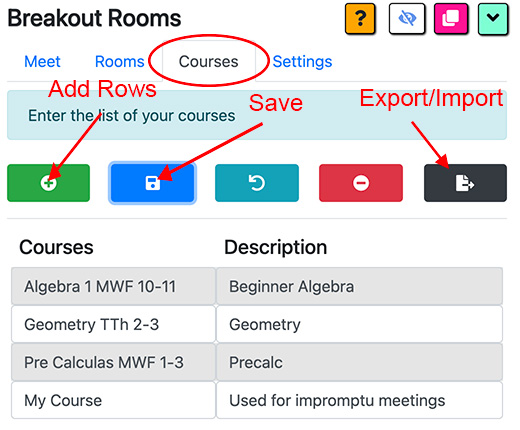 Breakout Rooms
?
Meet Rooms Courses Settings
Add Rows Save Export/Import
Enter the list of your courses
Courses Description
Algebra 1 MWF 10-11 Beginner Algebra
Geometry TTh 2-3 Geometry
Pre Calculas MWF 1-3 Precalc
My Course Used for impromptu meetings